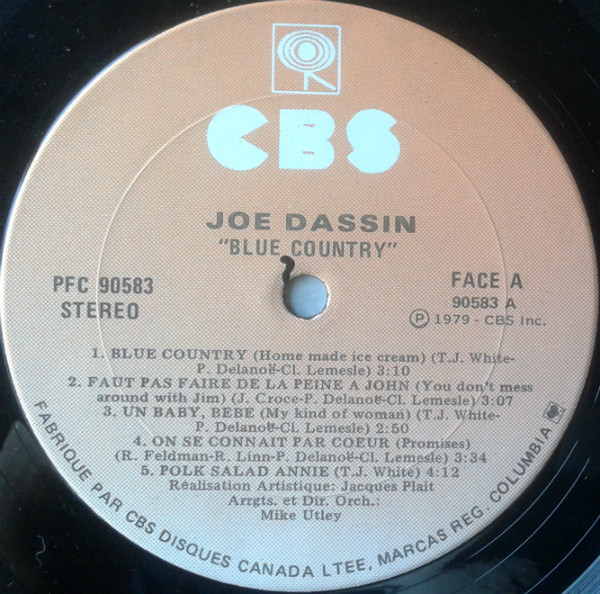 CBS
JOE DASSIN
"BLUE COUNTRY"
PFC 90583
STEREO
FACE A
90583 A
Ⓟ 1979 - CBS Inc.
1. BLUE COUNTRY (Home made ice cream) (T.J. White-
P. Delanoë-Cl. Lemesle) 3:10
2. FAUT PAS FAIRE DE LA PEINE A JOHN (You don't mess
around with Jim) (J. Croce-P. Delanoë-Cl. Lemesle) 3:07
3. UN BABY, BEBE (My kind of woman) (T.J. White-
P. Delanoë-Cl. Lemesle) 2:50
4. ON SE CONNAIT PAR COEUR (Promises)
(R. Feldman-R. Linn-P. Delanoë-Cl. Lemesle) 3:34
5. POLK SALAD ANNIE (T.J. White) 4:12
Réalisation Artistique: Jacques Plait
Arrgts. et Dir. Orch.:
Mike Utley
FABRIQUE PAR CBS DISQUES CANADA LTEE, MARCAS REG. COLUMBIA